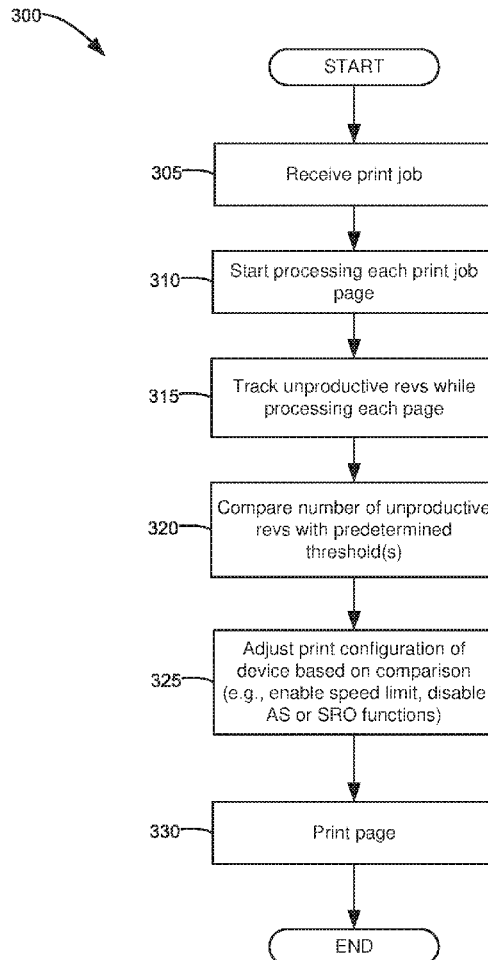 300
START
305
Receive print job
310
Start processing each print job
page
315
Track unproductive revs while
processing each page
320
Compare number of unproductive
revs with predetermined
threshold(s)
325
Adjust print configuration of
device based on comparison
(e.g., enable speed limit, disable
AS or SRO functions)
330
Print page
END